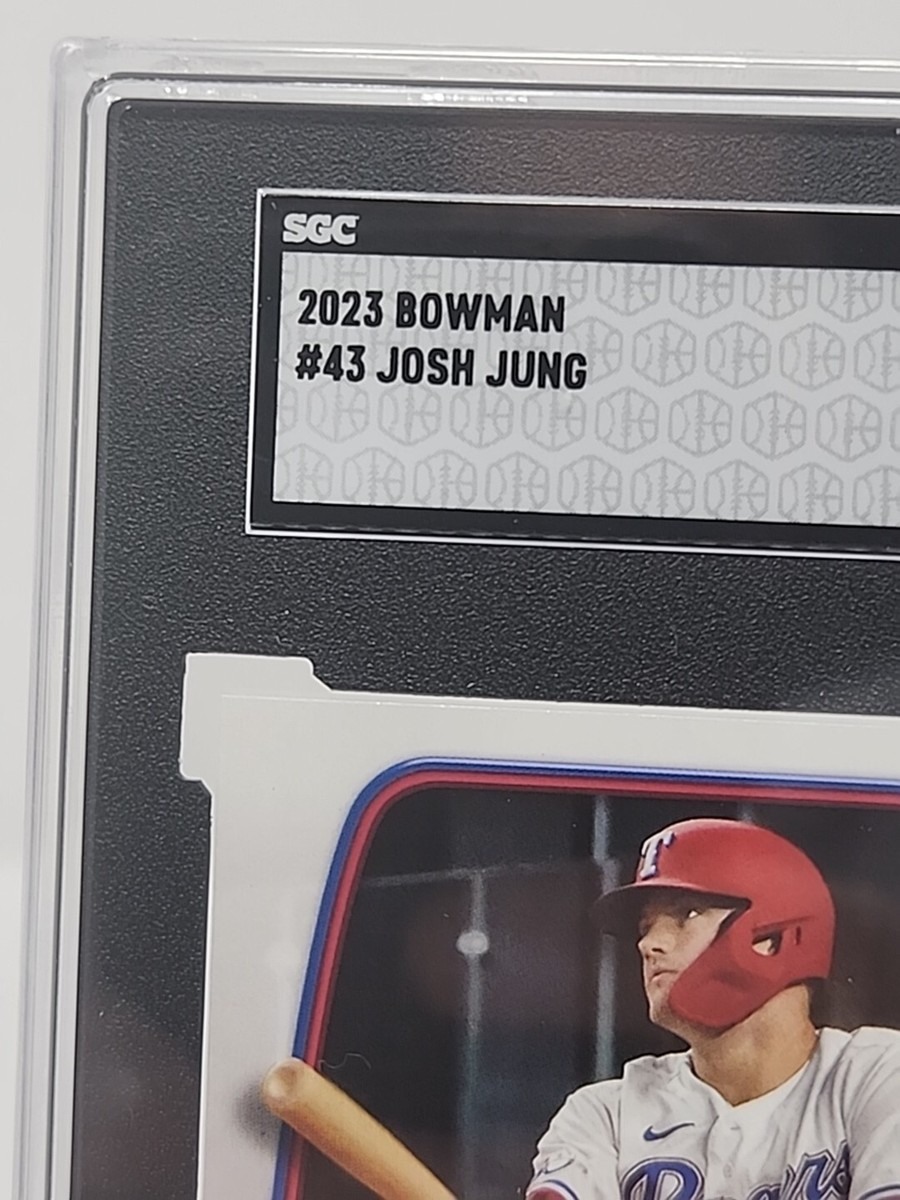 SGC
2023 BOWMAN
#43 JOSH JUNG
T